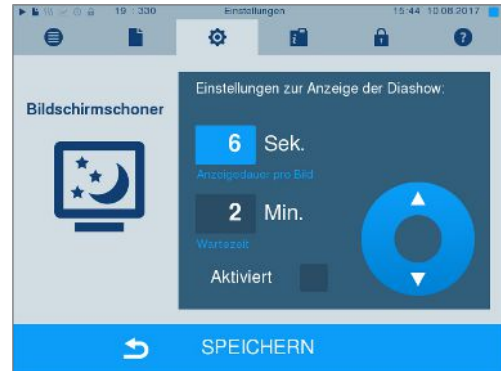 19 : 330 Einstellungen 15:44 10.08.2017
Bildschirmschoner
Einstellungen zur Anzeige der Diashow:
6 Sek.
Anzeigedauer pro Bild
2 Min.
Wartezeit
Aktiviert
SPEICHERN